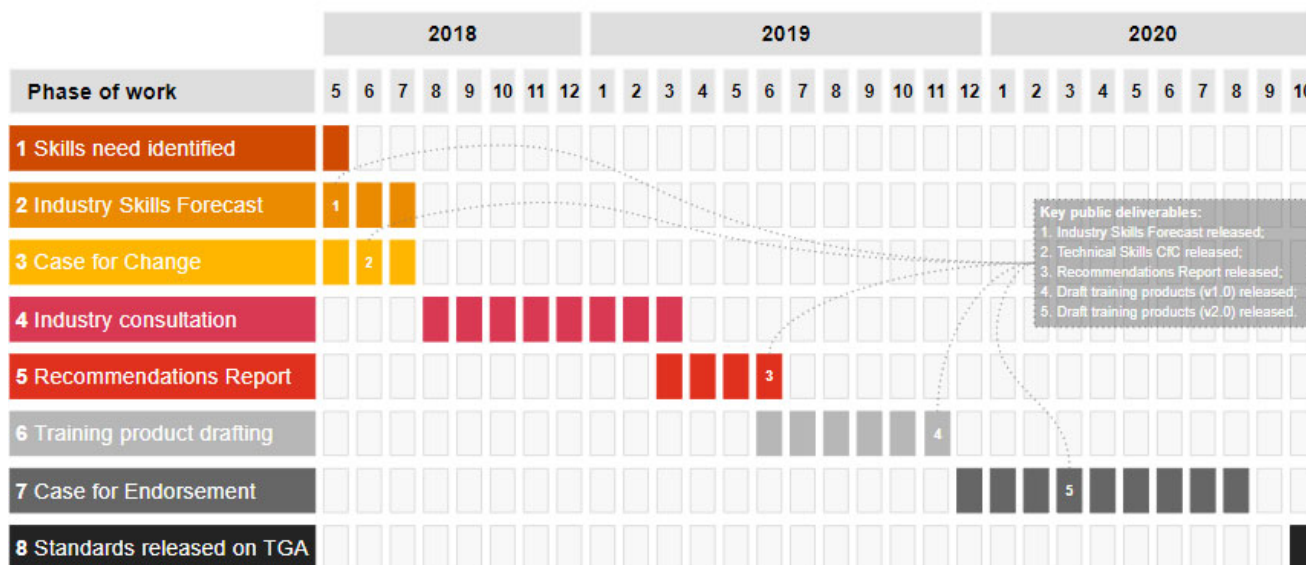 2018 2019 2020
Phase of work 5 6 7 8 9 10 11 12 1 2 3 4 5 6 7 8 9 10 11 12 1 2 3 4 5 6 7 8 9 10
1 Skills need identified
2 Industry Skills Forecast 1
3 Case for Change 2
Key public deliverables:
1. Industry Skills Forecast released;
2. Technical Skills CfC released;
3. Recommendations Report released;
4. Draft training products (v1.0) released;
5. Draft training products (v2.0) released.
4 Industry consultation
5 Recommendations Report 3
6 Training product drafting 4
7 Case for Endorsement 5
8 Standards released on TGA